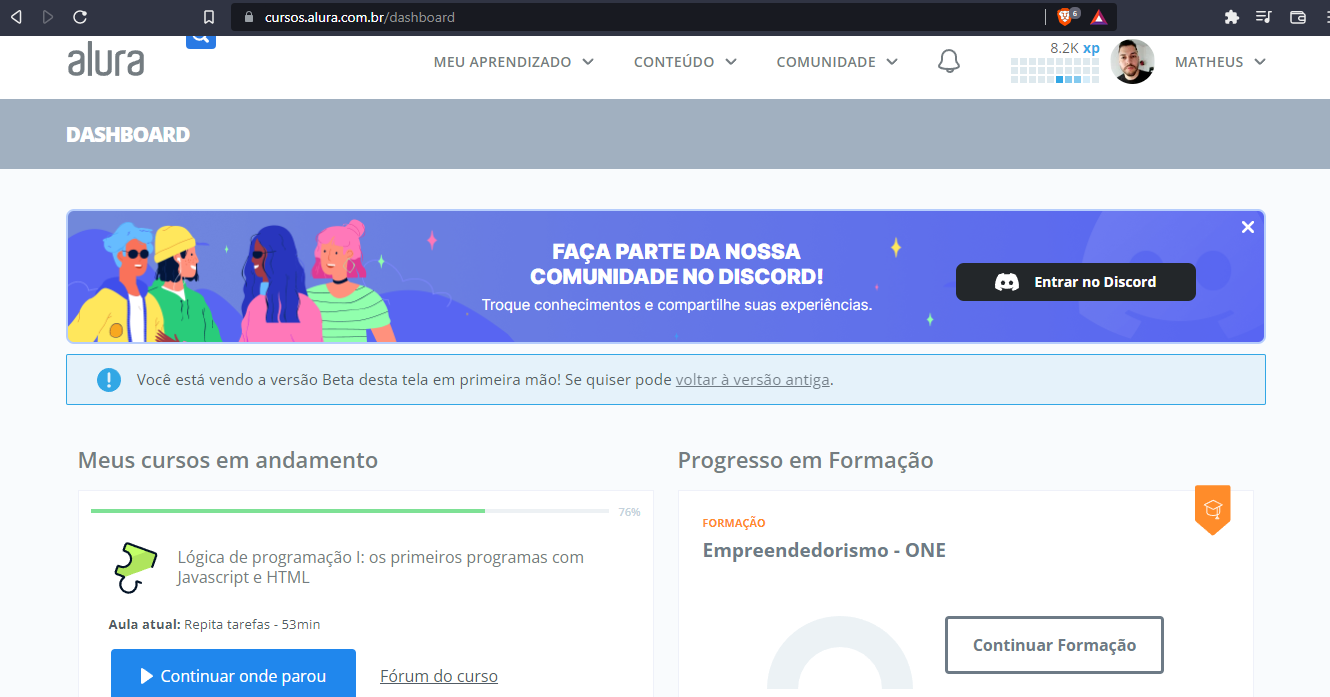 cursos.alura.com.br/dashboard
6
alura
MEU APRENDIZADO
CONTEÚDO
COMUNIDADE
8.2K xp
MATHEUS
DASHBOARD
FAÇA PARTE DA NOSSA
COMUNIDADE NO DISCORD!
Troque conhecimentos e compartilhe suas experiências.
Entrar no Discord
Você está vendo a versão Beta desta tela em primeira mão! Se quiser pode voltar à versão antiga.
Meus cursos em andamento
76%
Lógica de programação I: os primeiros programas com
Javascript e HTML
Aula atual: Repita tarefas - 53min
Continuar onde parou
Fórum do curso
Progresso em Formação
FORMAÇÃO
Empreendedorismo - ONE
Continuar Formação